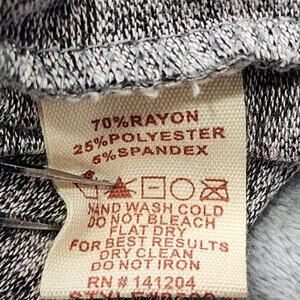 70%RAYON
25%POLYESTER
5%SPANDEX
HAND WASH COLD
DO NOT BLEACH
FLAT DRY
FOR BEST RESULTS
DRY CLEAN
DO NOT IRON
RN #141204